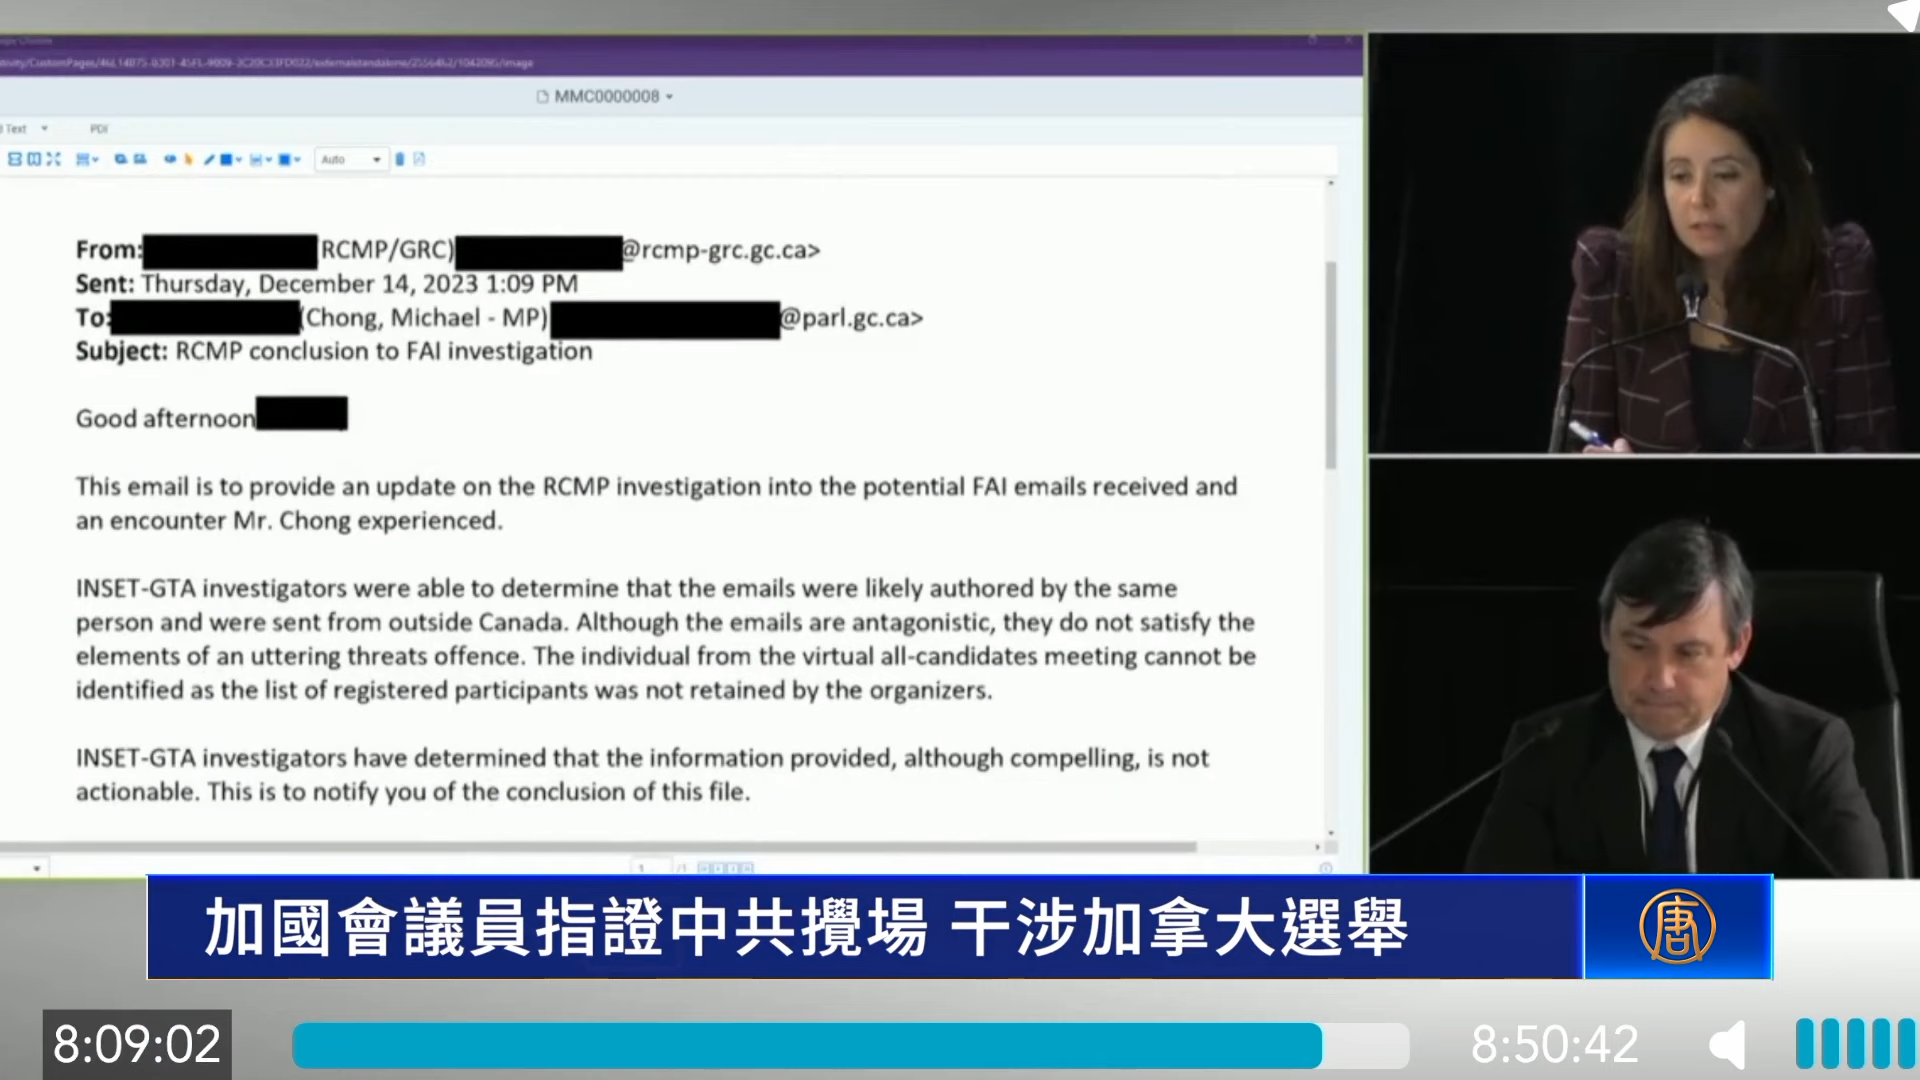 MMC0000008
Text
PDF
Auto
From: RCMP/GRC) @rcmp-grc.gc.ca>
Sent: Thursday, December 14, 2023 1:09 PM
To: (Chong, Michael - MP) @parl.gc.ca>
Subject: RCMP conclusion to FAI investigation
Good afternoon
This email is to provide an update on the RCMP investigation into the potential FAI emails received and
an encounter Mr. Chong experienced.
INSET-GTA investigators were able to determine that the emails were likely authored by the same
person and were sent from outside Canada. Although the emails are antagonistic, they do not satisfy the
elements of an uttering threats offence. The individual from the virtual all-candidates meeting cannot be
identified as the list of registered participants was not retained by the organizers.
INSET-GTA investigators have determined that the information provided, although compelling, is not
actionable. This is to notify you of the conclusion of this file.
1 /1
加國會議員指證中共攪場 干涉加拿大選舉
唐
8:09:02
8:50:42